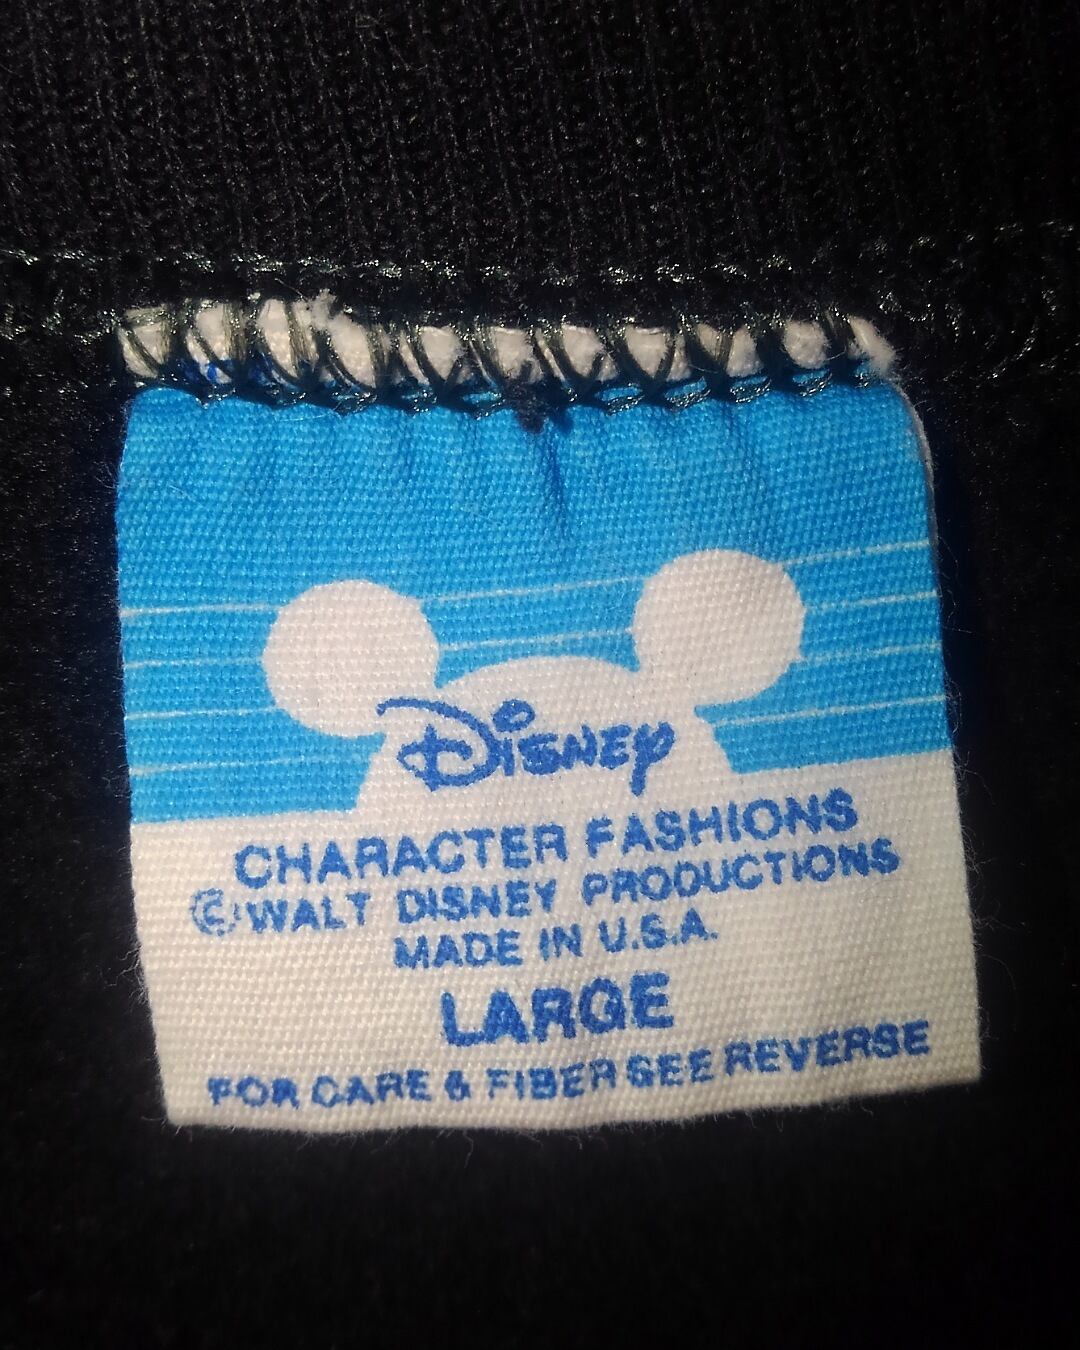 Disney
CHARACTER FASHIONS
© WALT DISNEY PRODUCTIONS
MADE IN U.S.A.
LARGE
FOR CARE & FIBER SEE REVERSE